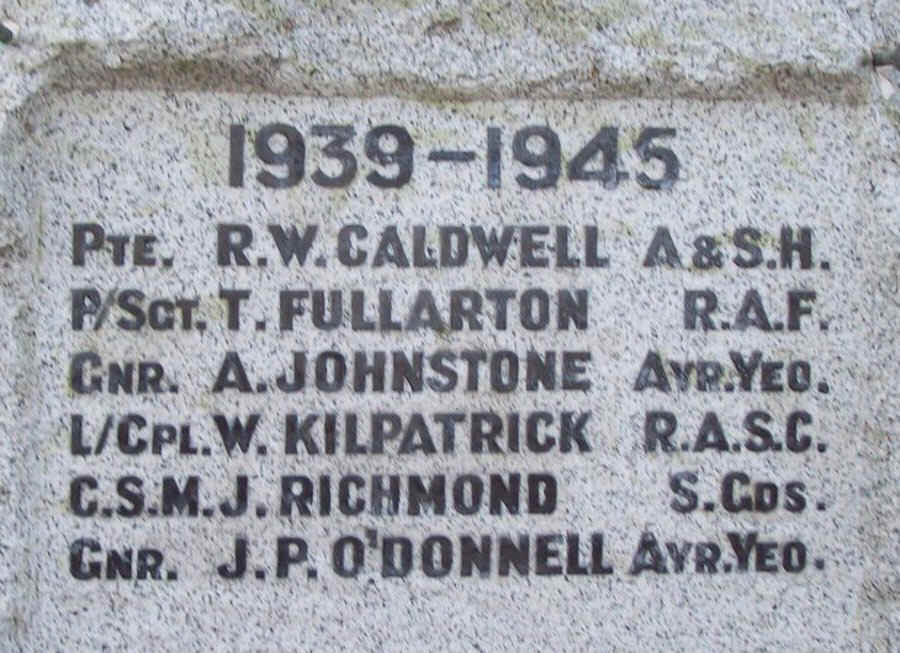 1939-1945
PTE. R.W. CALDWELL A & S.H.
P/SGT. T. FULLARTON R.A.F.
GNR. A. JOHNSTONE AYR. YEO.
L/CPL. W. KILPATRICK R.A.S.C.
C.S.M. J. RICHMOND S. GDS.
GNR. J.P. O'DONNELL AYR. YEO.